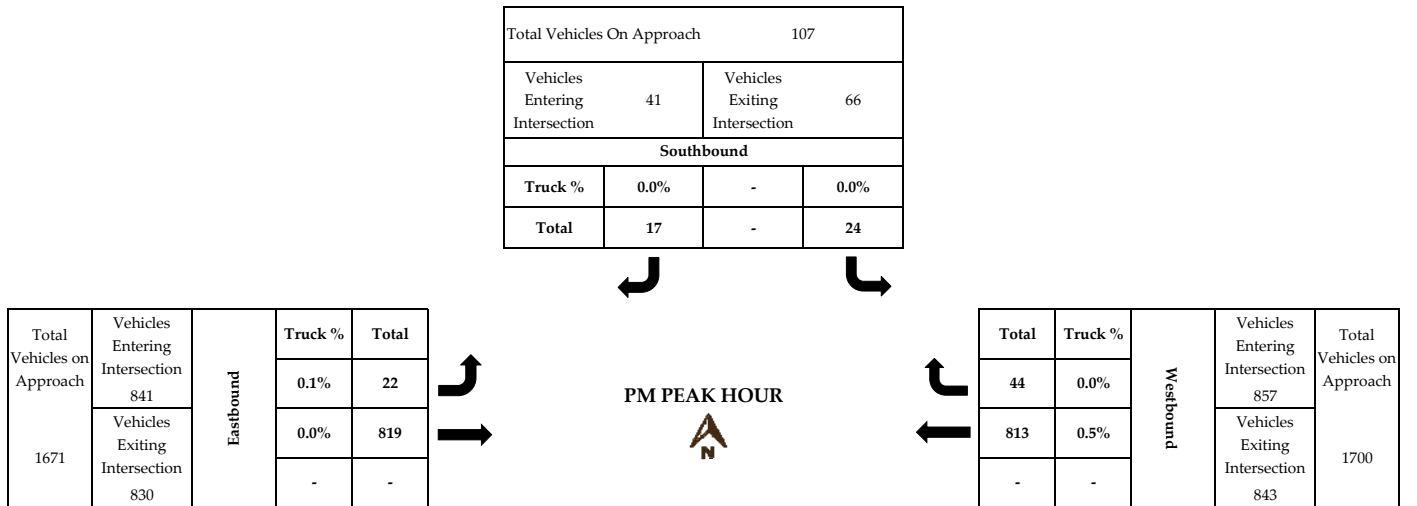 Total Vehicles On Approach 107
Vehicles Entering Intersection 41 Vehicles Exiting Intersection 66
Southbound
Truck % 0.0% - 0.0%
Total 17 - 24
Total Vehicles on Approach
1671
Vehicles Entering Intersection
841
Vehicles Exiting Intersection
830
Eastbound
Truck % Total
0.1% 22
0.0% 819
- -
PM PEAK HOUR
N
Total Truck %
44 0.0%
813 0.5%
- -
Westbound
Vehicles Entering Intersection
857
Vehicles Exiting Intersection
843
Total Vehicles on Approach
1700